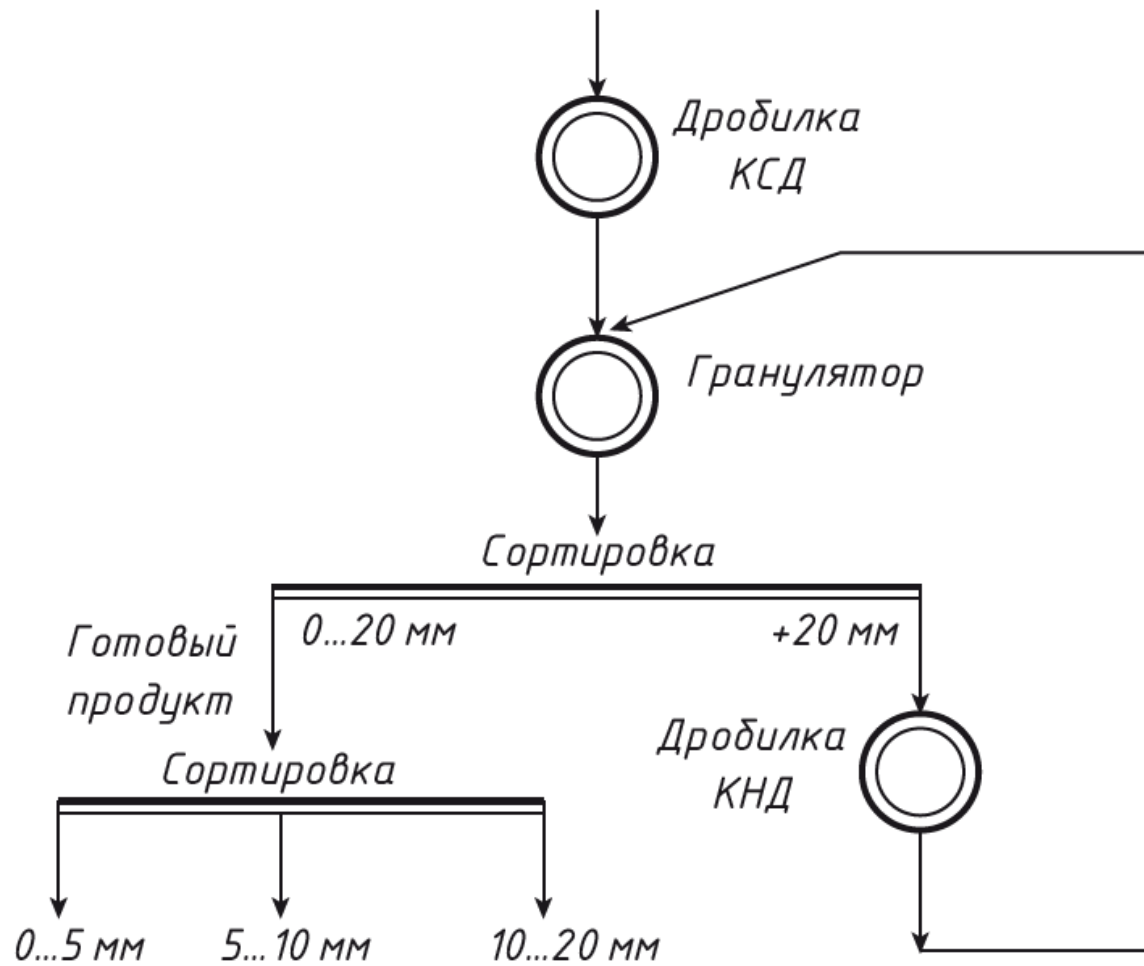 Дробилка
КСД
Гранулятор
Сортировка
0...20 мм
+20 мм
Готовый
продукт
Дробилка
КНД
Сортировка
0...5 мм
5...10 мм
10...20 мм